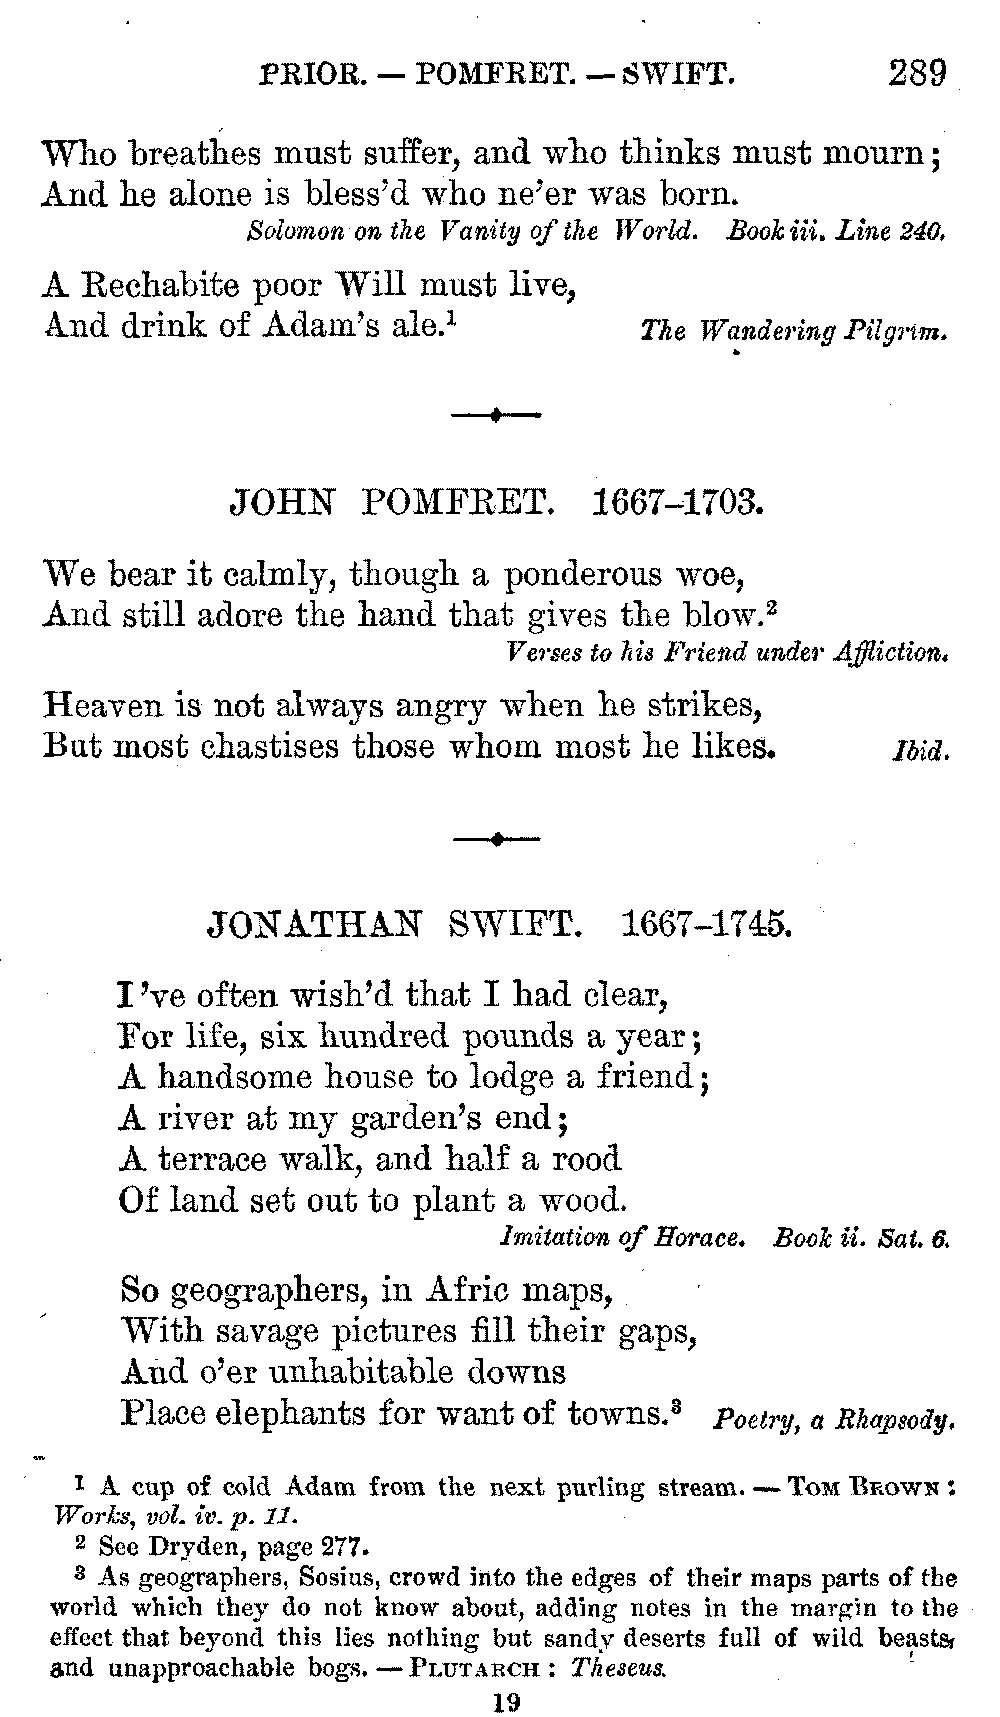 PRIOR. — POMFRET. — SWIFT. 289
Who breathes must suffer, and who thinks must mourn;
And he alone is bless'd who ne'er was born.
Solomon on the Vanity of the World. Book iii. Line 240.
A Rechabite poor Will must live,
And drink of Adam's ale.¹ The Wandering Pilgrim.
JOHN POMFRET. 1667–1703.
We bear it calmly, though a ponderous woe,
And still adore the hand that gives the blow.²
Verses to his Friend under Affliction.
Heaven is not always angry when he strikes,
But most chastises those whom most he likes. Ibid.
JONATHAN SWIFT. 1667–1745.
I've often wish'd that I had clear,
For life, six hundred pounds a year;
A handsome house to lodge a friend;
A river at my garden's end;
A terrace walk, and half a rood
Of land set out to plant a wood.
Imitation of Horace. Book ii. Sat. 6.
So geographers, in Afric maps,
With savage pictures fill their gaps,
And o'er unhabitable downs
Place elephants for want of towns.³ Poetry, a Rhapsody.
1 A cup of cold Adam from the next purling stream. — TOM BROWN:
Works, vol. iv. p. 11.
2 See Dryden, page 277.
3 As geographers, Sosius, crowd into the edges of their maps parts of the
world which they do not know about, adding notes in the margin to the
effect that beyond this lies nothing but sandy deserts full of wild beasts,
and unapproachable bogs. — PLUTARCH: Theseus.
19